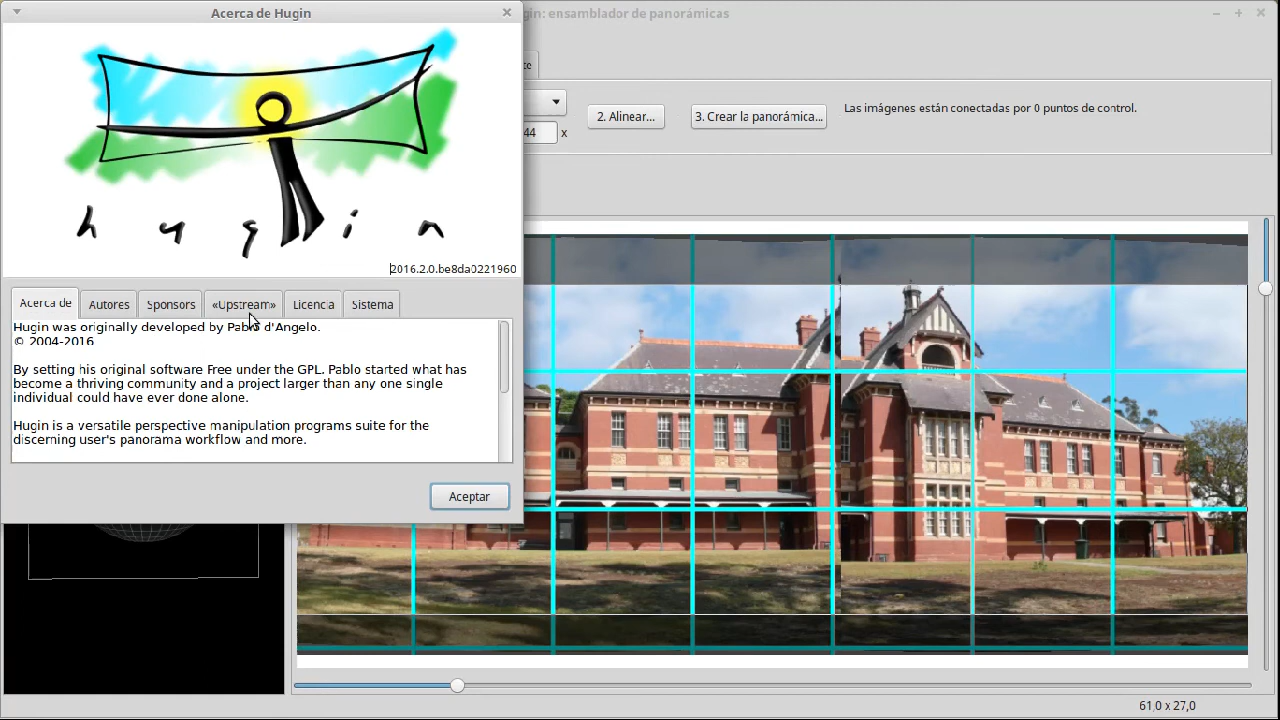 Acerca de Hugin
gin: ensamblador de panorámicas
te
44
x
2. Alinear...
3. Crear la panorámica...
Las imágenes están conectadas por 0 puntos de control.
hugin
2016.2.0.be8da0221960
Acerca de
Autores
Sponsors
«Upstream»
Licencia
Sistema
Hugin was originally developed by Pablo d'Angelo.
© 2004-2016
By setting his original software Free under the GPL. Pablo started what has
become a thriving community and a project larger than any one single
individual could have ever done alone.
Hugin is a versatile perspective manipulation programs suite for the
discerning user's panorama workflow and more.
Aceptar
61,0 x 27,0